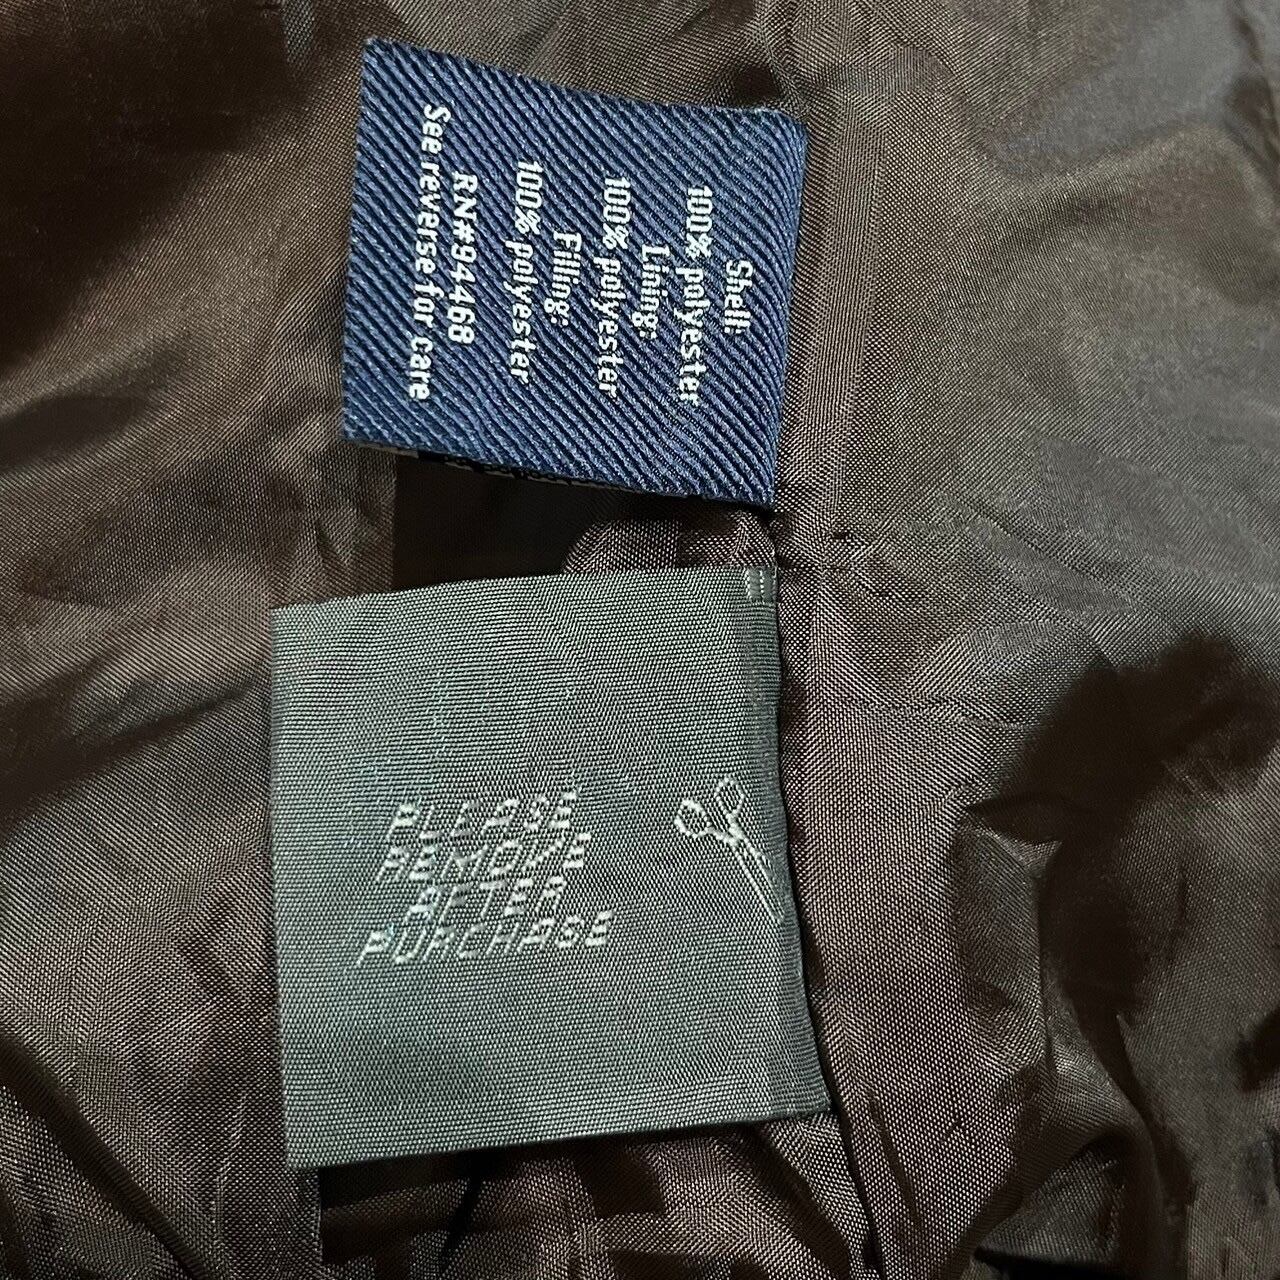 Shell:
100% polyester
Lining:
100% polyester
Filling:
100% polyester
RN#94468
See reverse for care
PLEASE
REMOVE
AFTER
PURCHASE